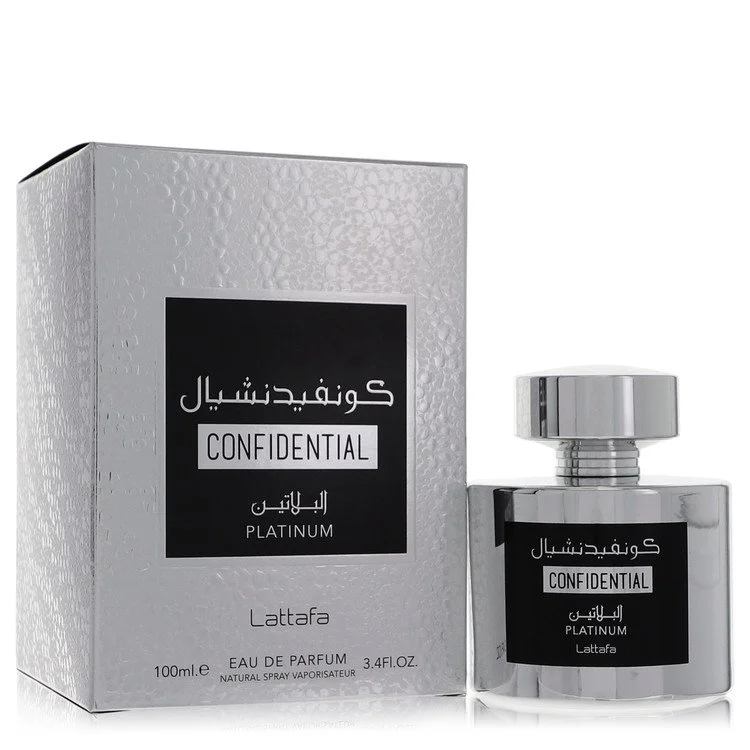 كونفيدنشيال
CONFIDENTIAL
البلاتين
PLATINUM
Lattafa
100ml.e EAU DE PARFUM 3.4Fl.OZ.
NATURAL SPRAY VAPORISATEUR
كونفيدنشيال
CONFIDENTIAL
البلاتين
PLATINUM
Lattafa